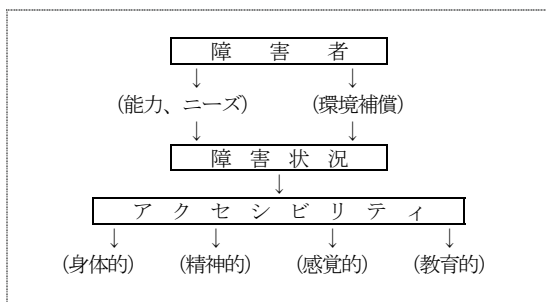 障　害　者
↓　↓
(能力、ニーズ)　(環境補償)
↓　↓
障　害　状　況
↓
ア　ク　セ　シ　ビ　リ　テ　ィ
↓　↓　↓　↓
(身体的)　(精神的)　(感覚的)　(教育的)